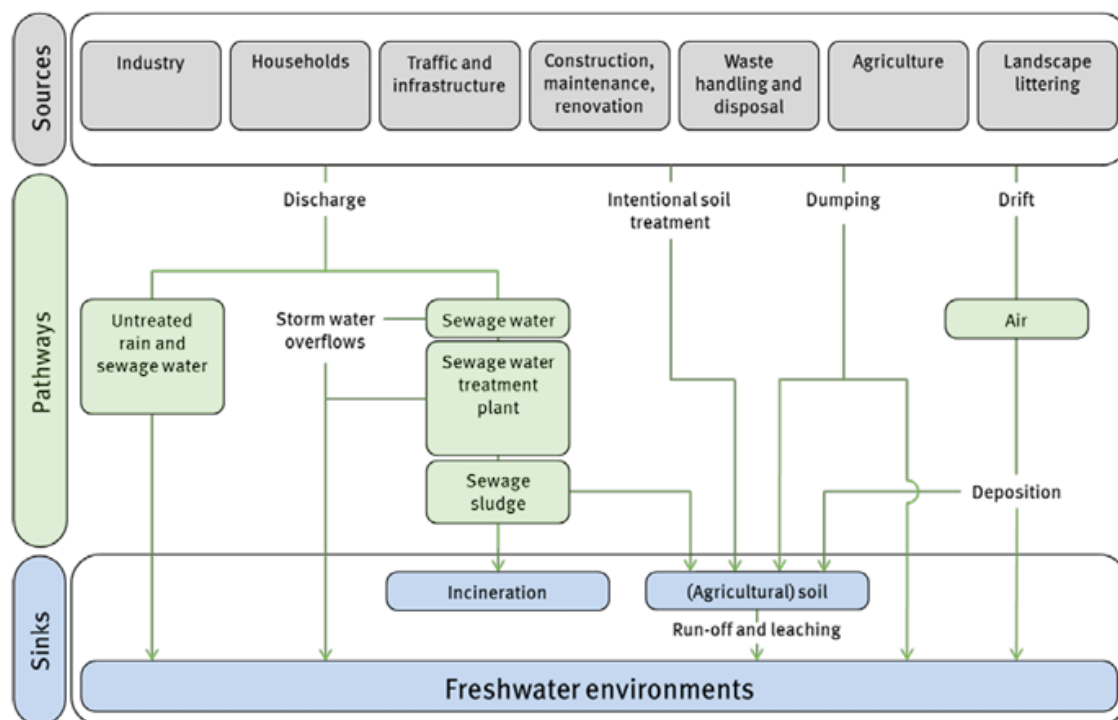 Sources
Industry
Households
Traffic and
infrastructure
Construction,
maintenance,
renovation
Waste
handling and
disposal
Agriculture
Landscape
littering
Pathways
Discharge
Intentional soil
treatment
Dumping
Drift
Untreated
rain and
sewage water
Storm water
overflows
Sewage water
Sewage water
treatment
plant
Sewage
sludge
Air
Deposition
Sinks
Incineration
(Agricultural) soil
Run-off and leaching
Freshwater environments